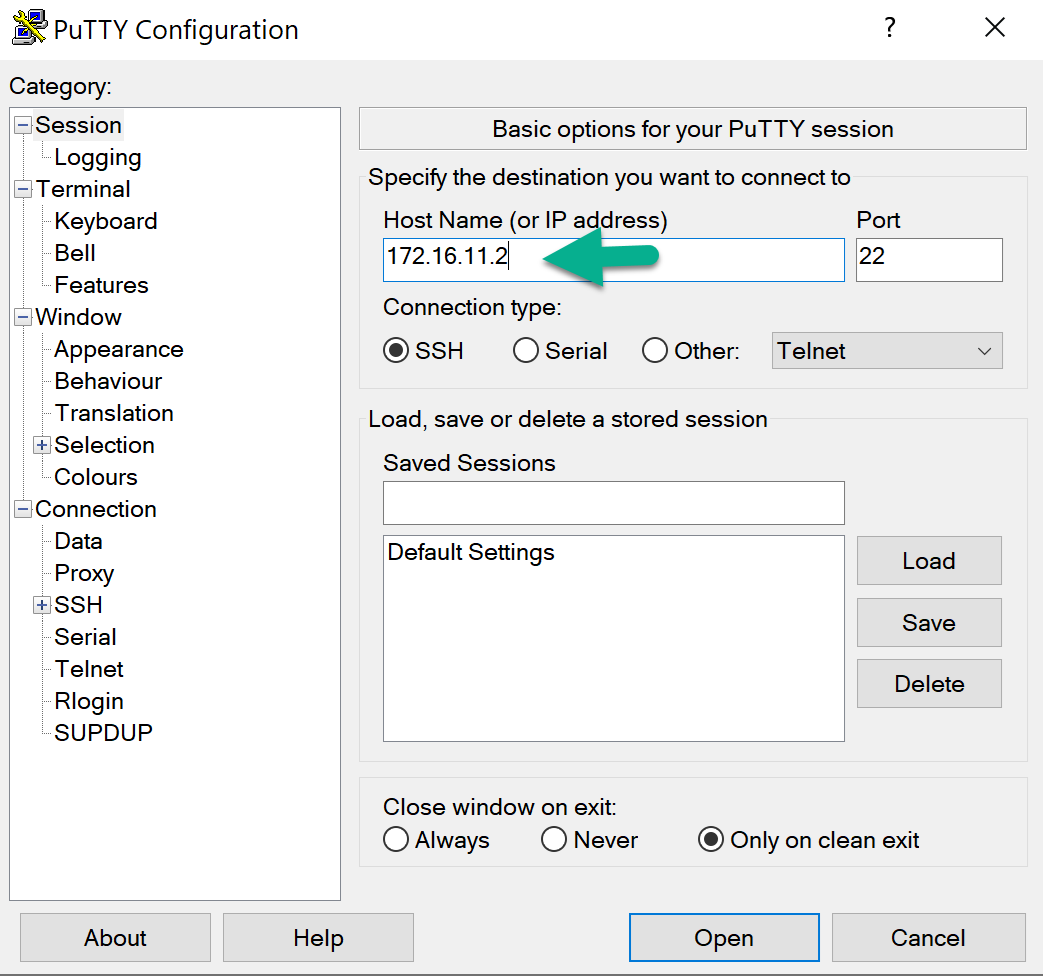 PuTTY Configuration
?
Category:
Session
Logging
Terminal
Keyboard
Bell
Features
Window
Appearance
Behaviour
Translation
Selection
Colours
Connection
Data
Proxy
SSH
Serial
Telnet
Rlogin
SUPDUP
Basic options for your PuTTY session
Specify the destination you want to connect to
Host Name (or IP address) Port
172.16.11.2 22
Connection type:
SSH Serial Other: Telnet
Load, save or delete a stored session
Saved Sessions
Default Settings
Load
Save
Delete
Close window on exit:
Always Never Only on clean exit
About Help Open Cancel